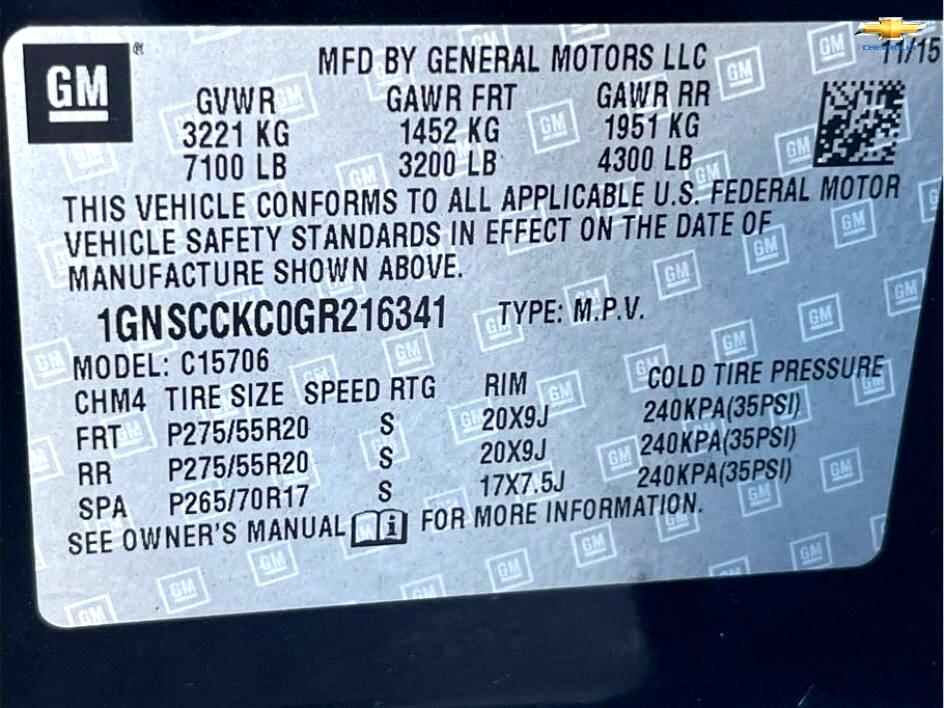 CHEVROLET
GM ® MFD BY GENERAL MOTORS LLC 11/15
GVWR GAWR FRT GAWR RR
3221 KG 1452 KG 1951 KG
7100 LB 3200 LB 4300 LB
THIS VEHICLE CONFORMS TO ALL APPLICABLE U.S. FEDERAL MOTOR
VEHICLE SAFETY STANDARDS IN EFFECT ON THE DATE OF
MANUFACTURE SHOWN ABOVE.
1GNSCCKC0GR216341 TYPE: M.P.V.
MODEL: C15706
CHM4 TIRE SIZE SPEED RTG RIM COLD TIRE PRESSURE
FRT P275/55R20 S 20X9J 240KPA(35PSI)
RR P275/55R20 S 20X9J 240KPA(35PSI)
SPA P265/70R17 S 17X7.5J 240KPA(35PSI)
SEE OWNER'S MANUAL i FOR MORE INFORMATION.